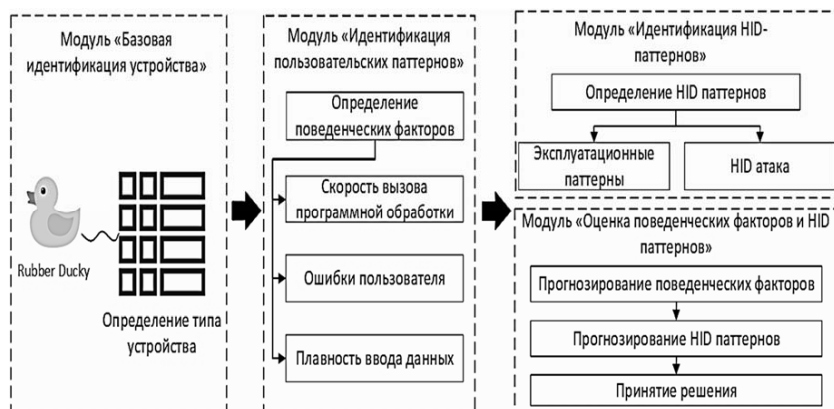 Модуль «Базовая
идентификация устройства»
Rubber Ducky
Определение типа
устройства
Модуль «Идентификация
пользовательских паттернов»
Определение
поведенческих факторов
Скорость вызова
программной обработки
Ошибки пользователя
Плавность ввода данных
Модуль «Идентификация HID-
паттернов»
Определение HID паттернов
Эксплуатационные
паттерны
HID атака
Модуль «Оценка поведенческих факторов и HID
паттернов»
Прогнозирование поведенческих факторов
Прогнозирование HID паттернов
Принятие решения